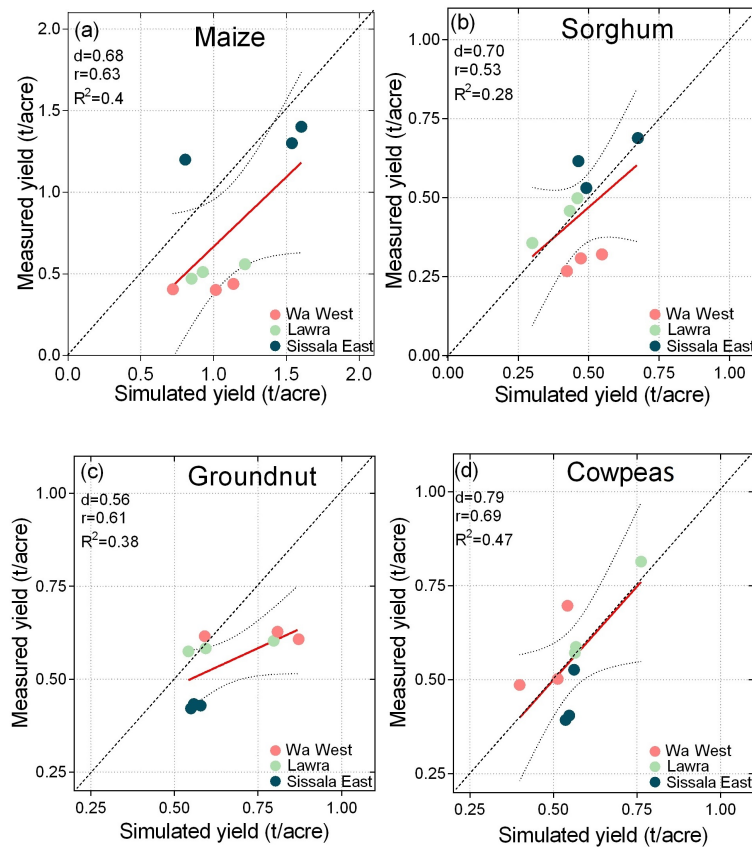 (a)
Maize
d=0.68
r=0.63
R²=0.4
2.0
1.5
1.0
0.5
0.0
Measured yield (t/acre)
Wa West
Lawra
Sissala East
0.0 0.5 1.0 1.5 2.0
Simulated yield (t/acre)
(b)
Sorghum
d=0.70
r=0.53
R²=0.28
1.00
0.75
0.50
0.25
0.00
Measured yield (t/acre)
Wa West
Lawra
Sissala East
0.00 0.25 0.50 0.75 1.00
Simulated yield (t/acre)
(c)
Groundnut
d=0.56
r=0.61
R²=0.38
1.00
0.75
0.50
0.25
Measured yield (t/acre)
Wa West
Lawra
Sissala East
0.25 0.50 0.75 1.00
Simulated yield (t/acre)
(d)
Cowpeas
d=0.79
r=0.69
R²=0.47
1.00
0.75
0.50
0.25
Measured yield (t/acre)
Wa West
Lawra
Sissala East
0.25 0.50 0.75 1.00
Simulated yield (t/acre)